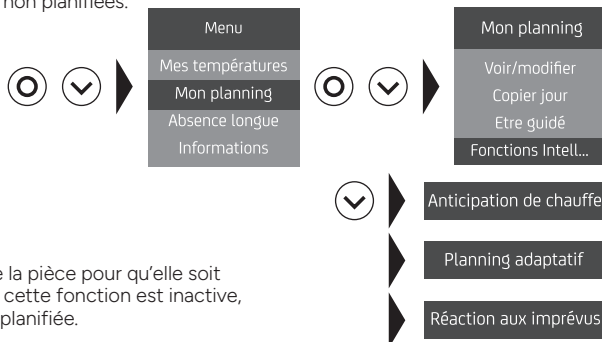 non planifiées.
Menu
Mes températures
Mon planning
Absence longue
Informations
Mon planning
Voir/modifier
Copier jour
Etre guidé
Fonctions Intell...
Anticipation de chauffe
Planning adaptatif
Réaction aux imprévus
la pièce pour qu'elle soit
cette fonction est inactive,
planifiée.